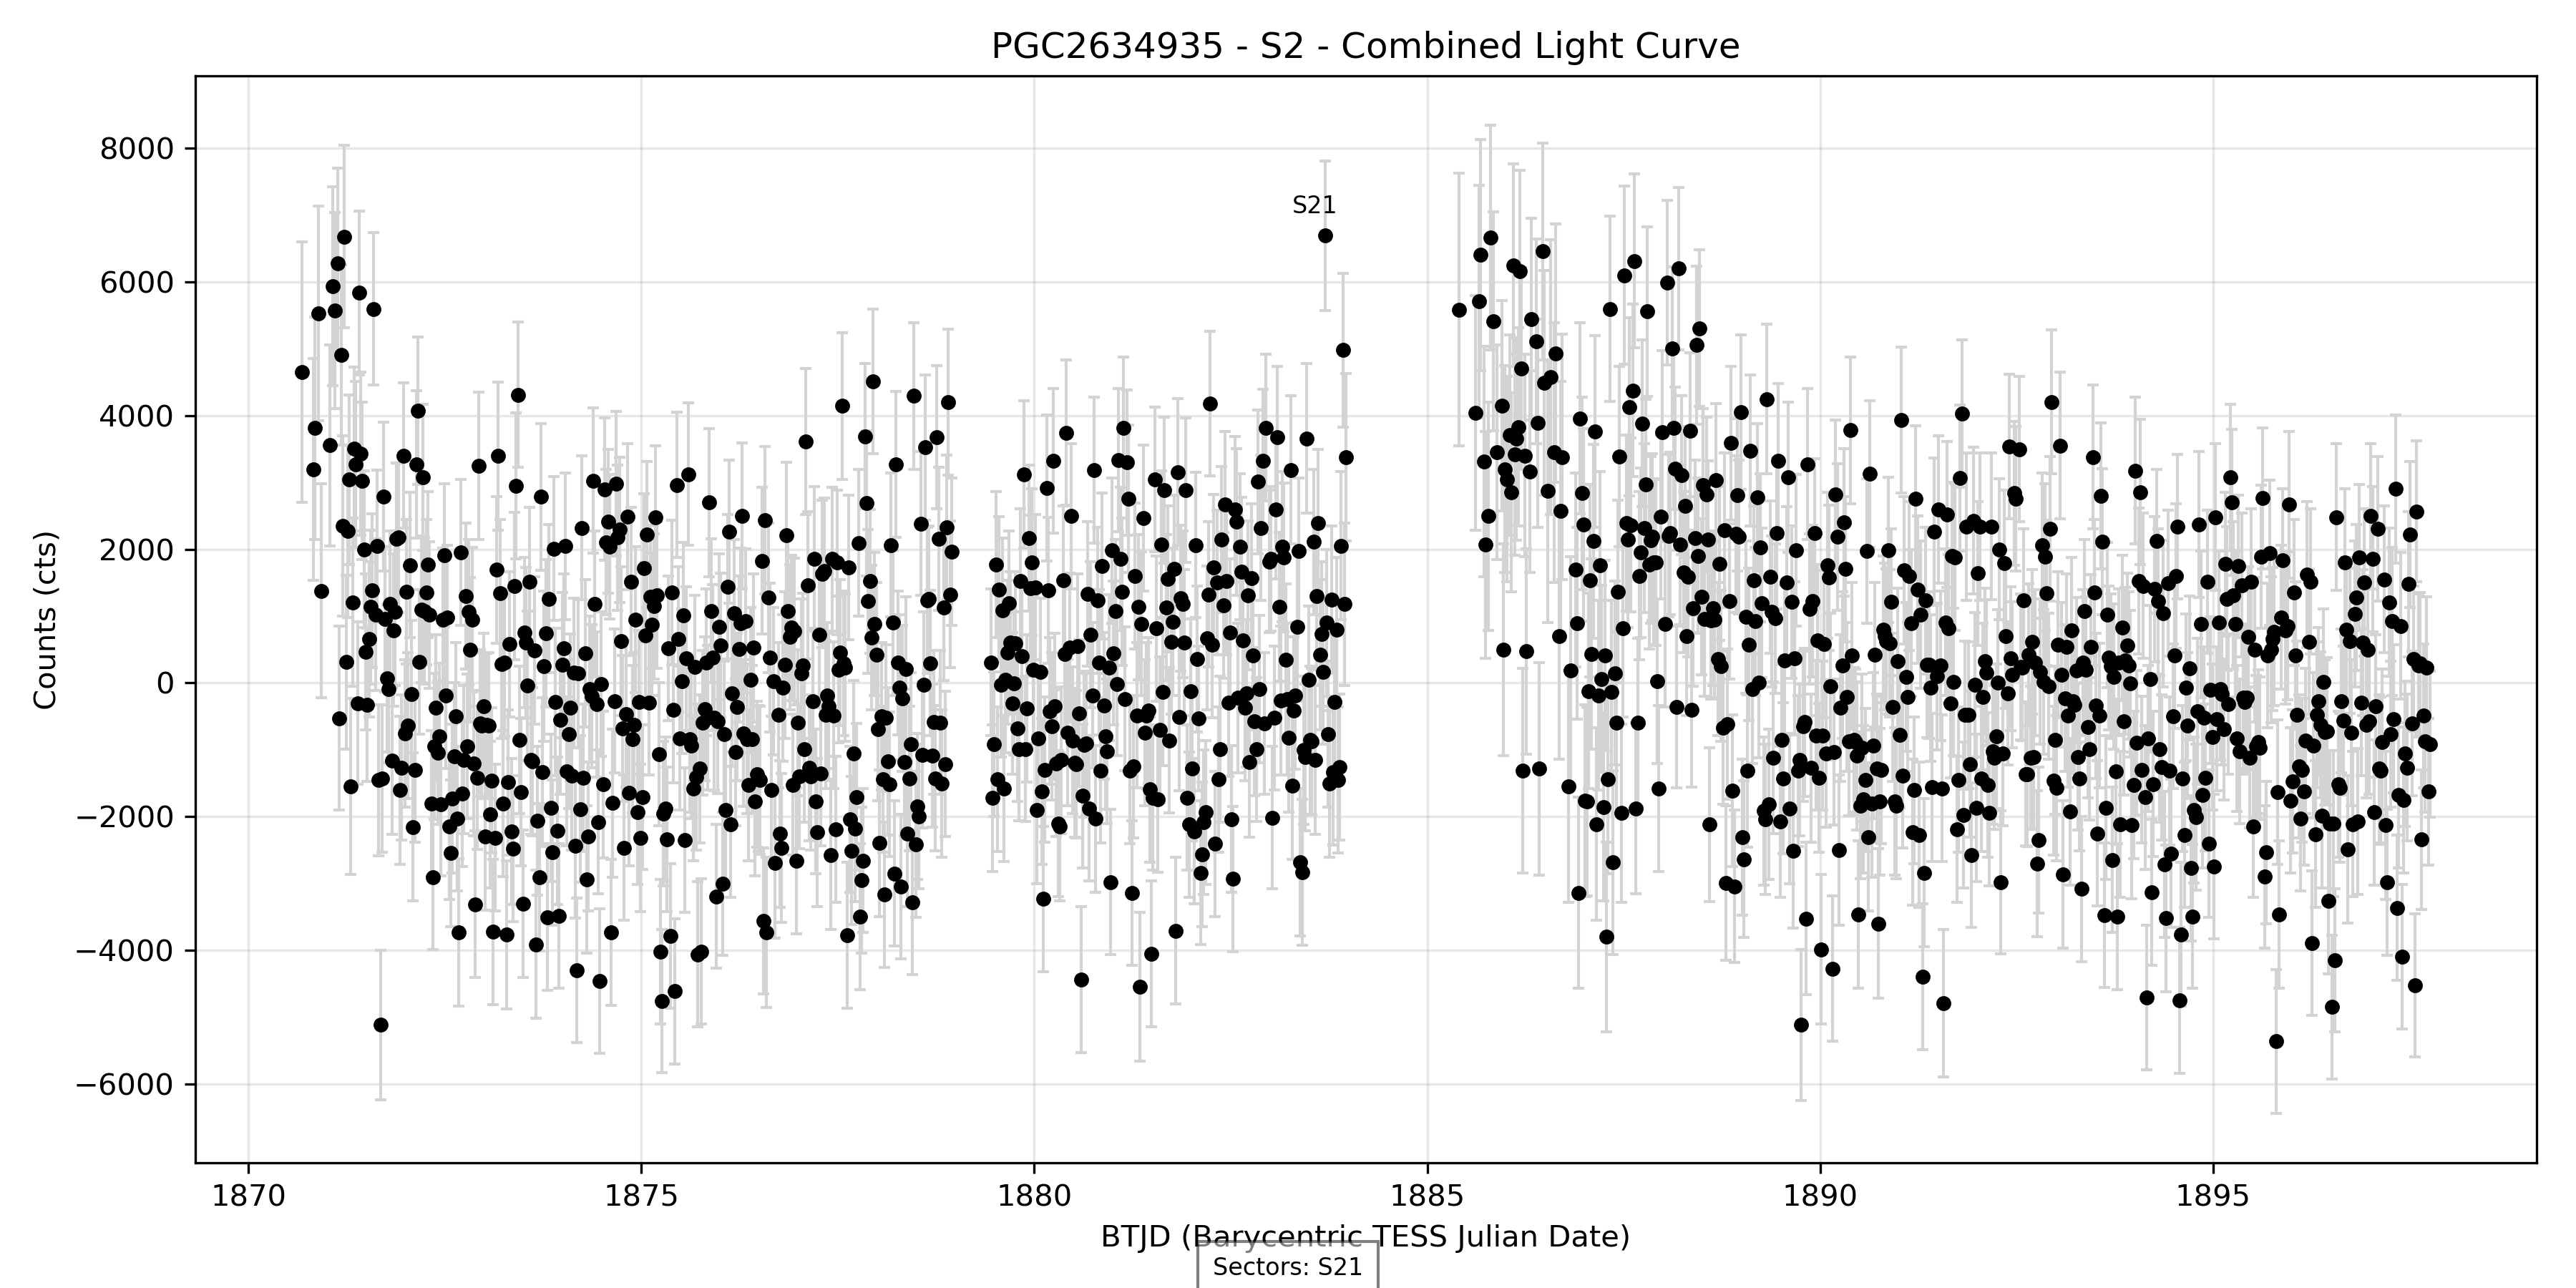 PGC2634935 - S2 - Combined Light Curve
Counts (cts)
8000
6000
4000
2000
0
−2000
−4000
−6000
S21
1870
1875
1880
1885
1890
1895
BTJD (Barycentric TESS Julian Date)
Sectors: S21